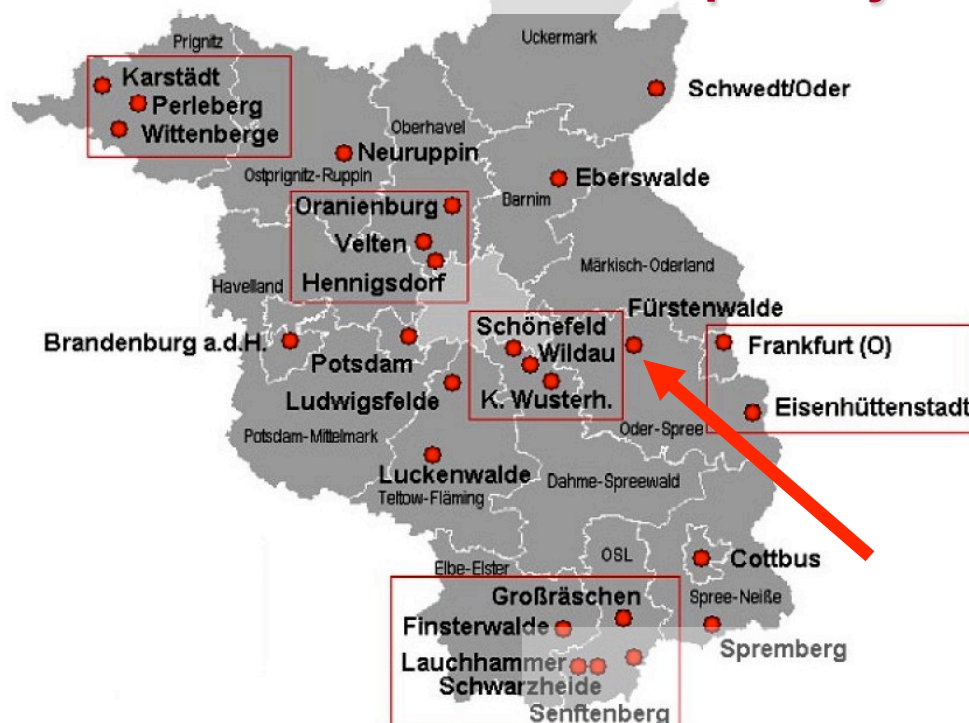 Prignitz
Uckermark
Karstädt
Perleberg
Wittenberge
Schwedt/Oder
Oberhavel
Neuruppin
Ostprignitz-Ruppin
Eberswalde
Barnim
Oranienburg
Velten
Hennigsdorf
Märkisch-Oderland
Havelland
Fürstenwalde
Schönefeld
Wildau
K. Wusterh.
Frankfurt (O)
Brandenburg a.d.H.
Potsdam
Ludwigsfelde
Eisenhüttenstadt
Potsdam-Mittelmark
Oder-Spree
Luckenwalde
Teltow-Fläming
Dahme-Spreewald
OSL
Cottbus
Elbe-Elster
Großräschen
Spree-Neiße
Finsterwalde
Spremberg
Lauchhammer
Schwarzheide
Senftenberg